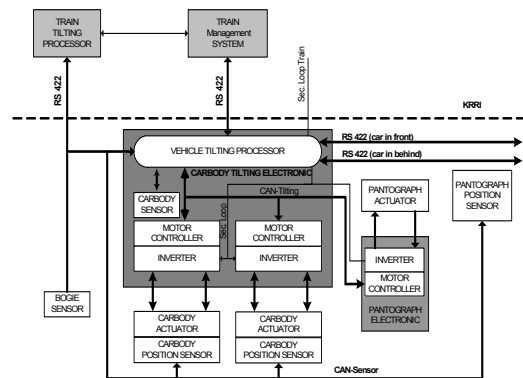 TRAIN
TILTING
PROCESSOR
TRAIN
Management
SYSTEM
RS 422
RS 422
Sec. Loop Train
KRRI
RS 422 (car in front)
RS 422 (car in behind)
VEHICLE TILTING PROCESSOR
CARBODY TILTING ELECTRONIC
CAN-Tilting
CARBODY
SENSOR
Sec. Loop
MOTOR
CONTROLLER
INVERTER
MOTOR
CONTROLLER
INVERTER
PANTOGRAPH
ACTUATOR
PANTOGRAPH
POSITION
SENSOR
INVERTER
MOTOR
CONTROLLER
PANTOGRAPH
ELECTRONIC
BOGIE
SENSOR
CARBODY
ACTUATOR
CARBODY
POSITION SENSOR
CARBODY
ACTUATOR
CARBODY
POSITION SENSOR
CAN-Sensor